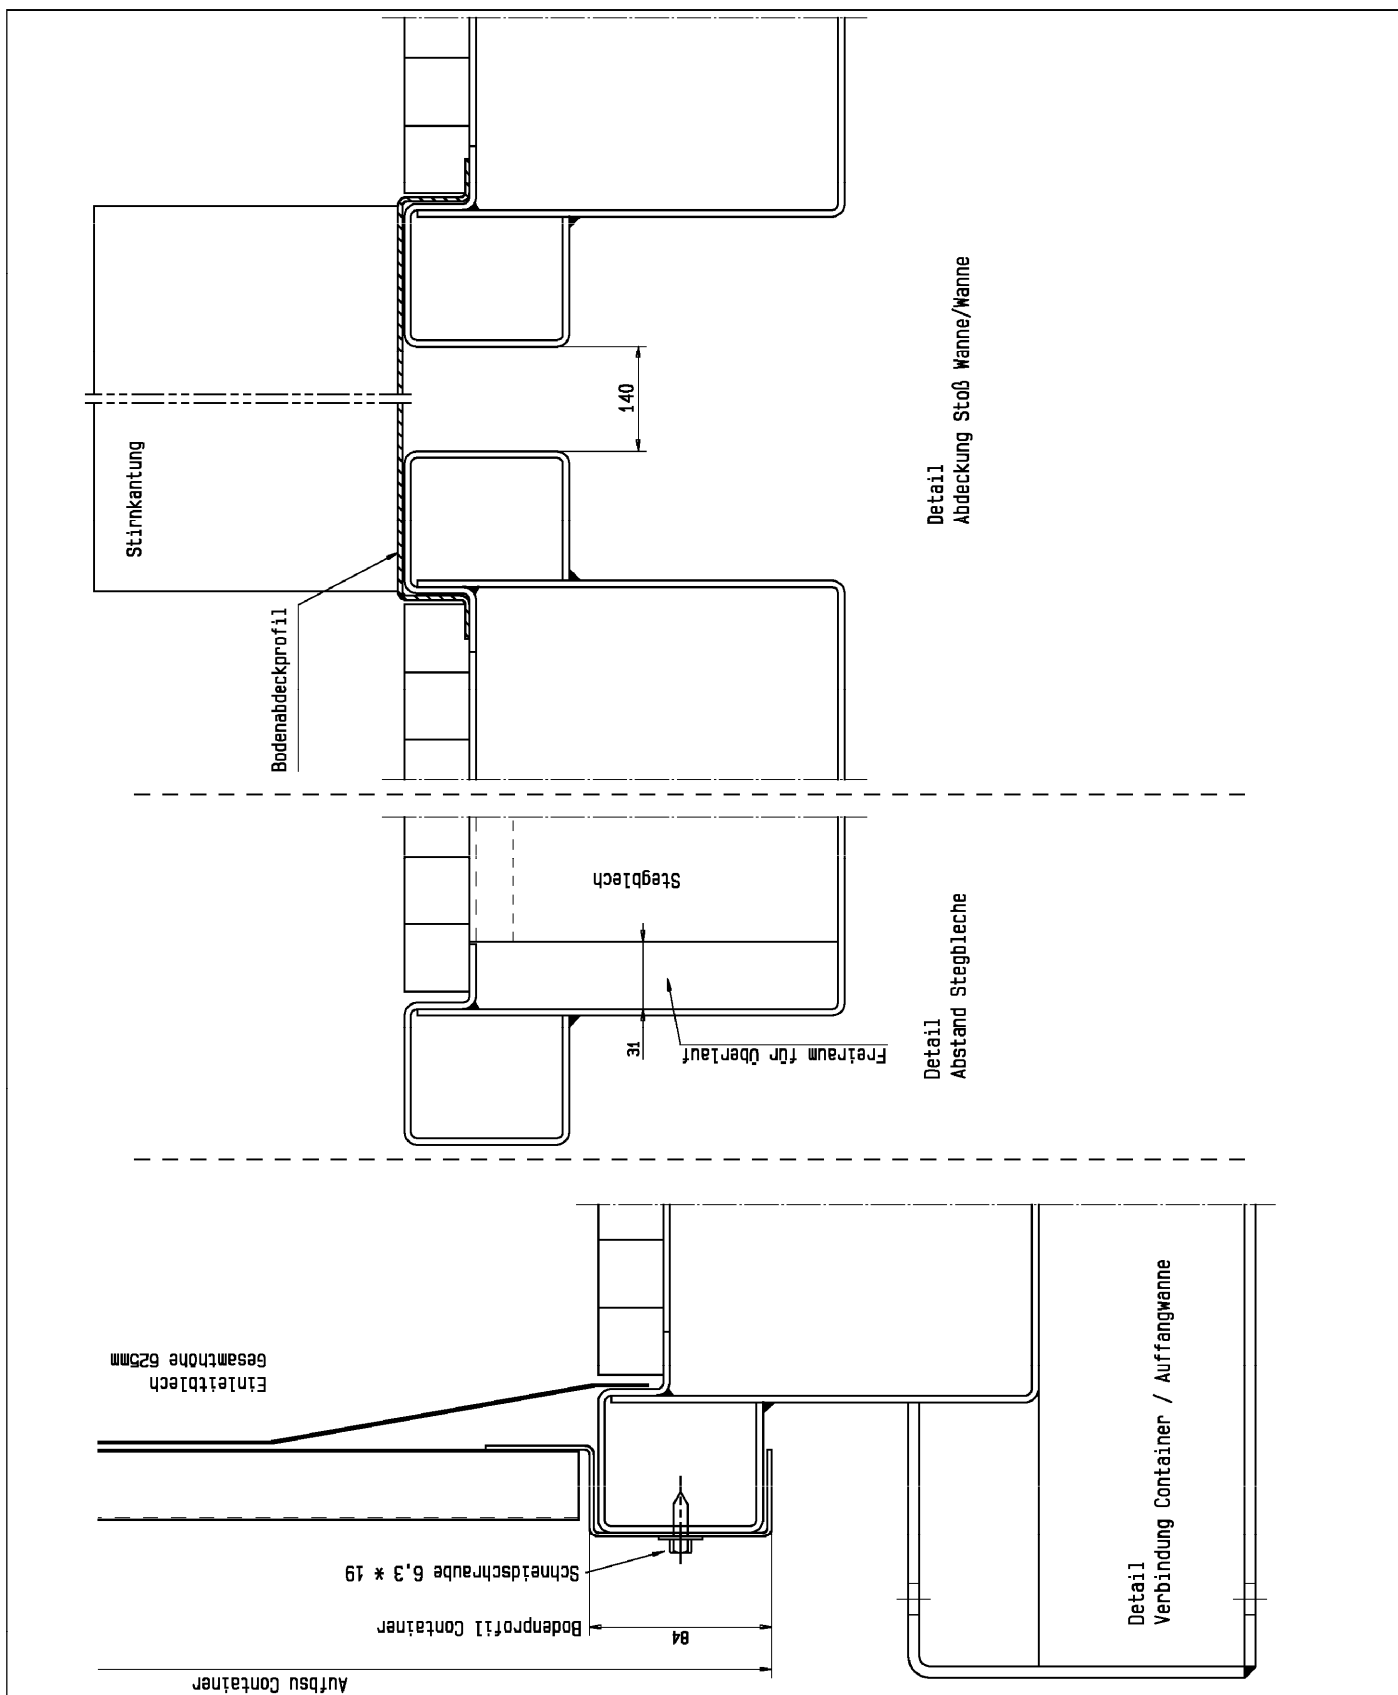 Stirnkantung
Bodenabdeckprofil
140
Detail
Abdeckung Stoß Wanne/Wanne
Stegblech
31
Freiraum für Überlauf
Detail
Abstand Stegbleche
Einleitblech
Gesamthöhe 625mm
Schneidschraube 6,3 * 19
Bodenprofil Container
84
Aufbsu Container
Detail
Verbindung Container / Auffangwanne